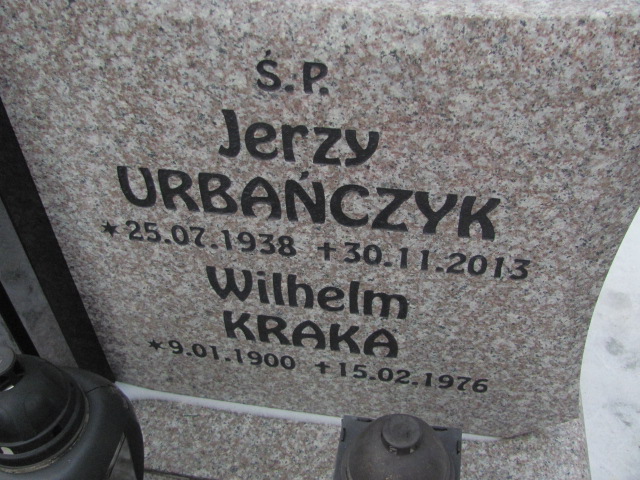 Ś.P.
Jerzy
URBAŃCZYK
*25.07.1938 +30.11.2013
Wilhelm
KRAKA
*9.01.1900 +15.02.1976